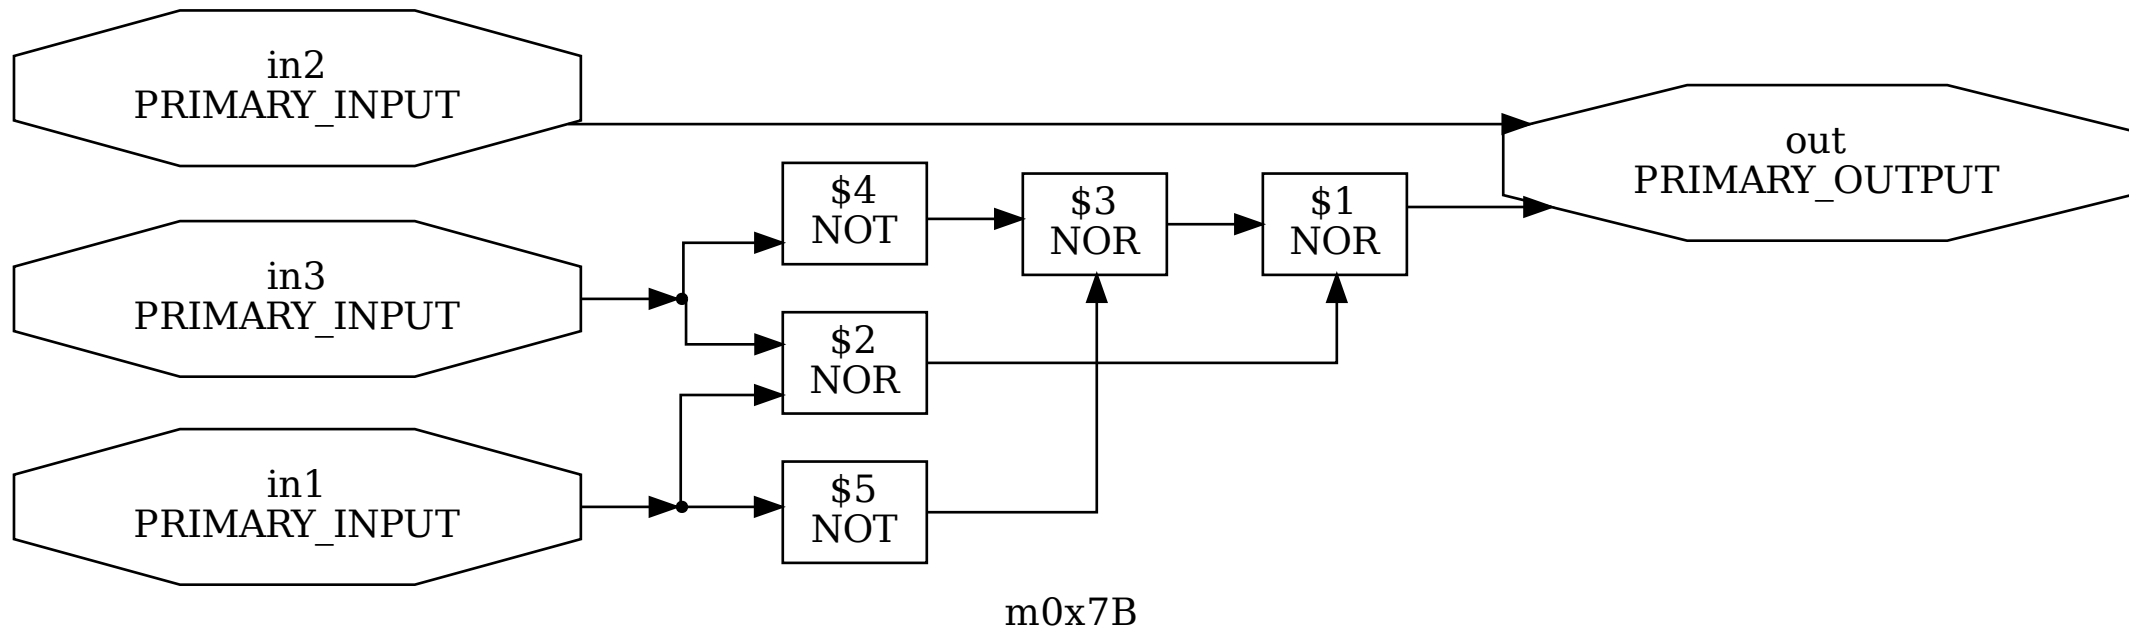 in2
PRIMARY_INPUT
out
PRIMARY_OUTPUT
$4
NOT
$3
NOR
$1
NOR
in3
PRIMARY_INPUT
$2
NOR
in1
PRIMARY_INPUT
$5
NOT
m0x7B